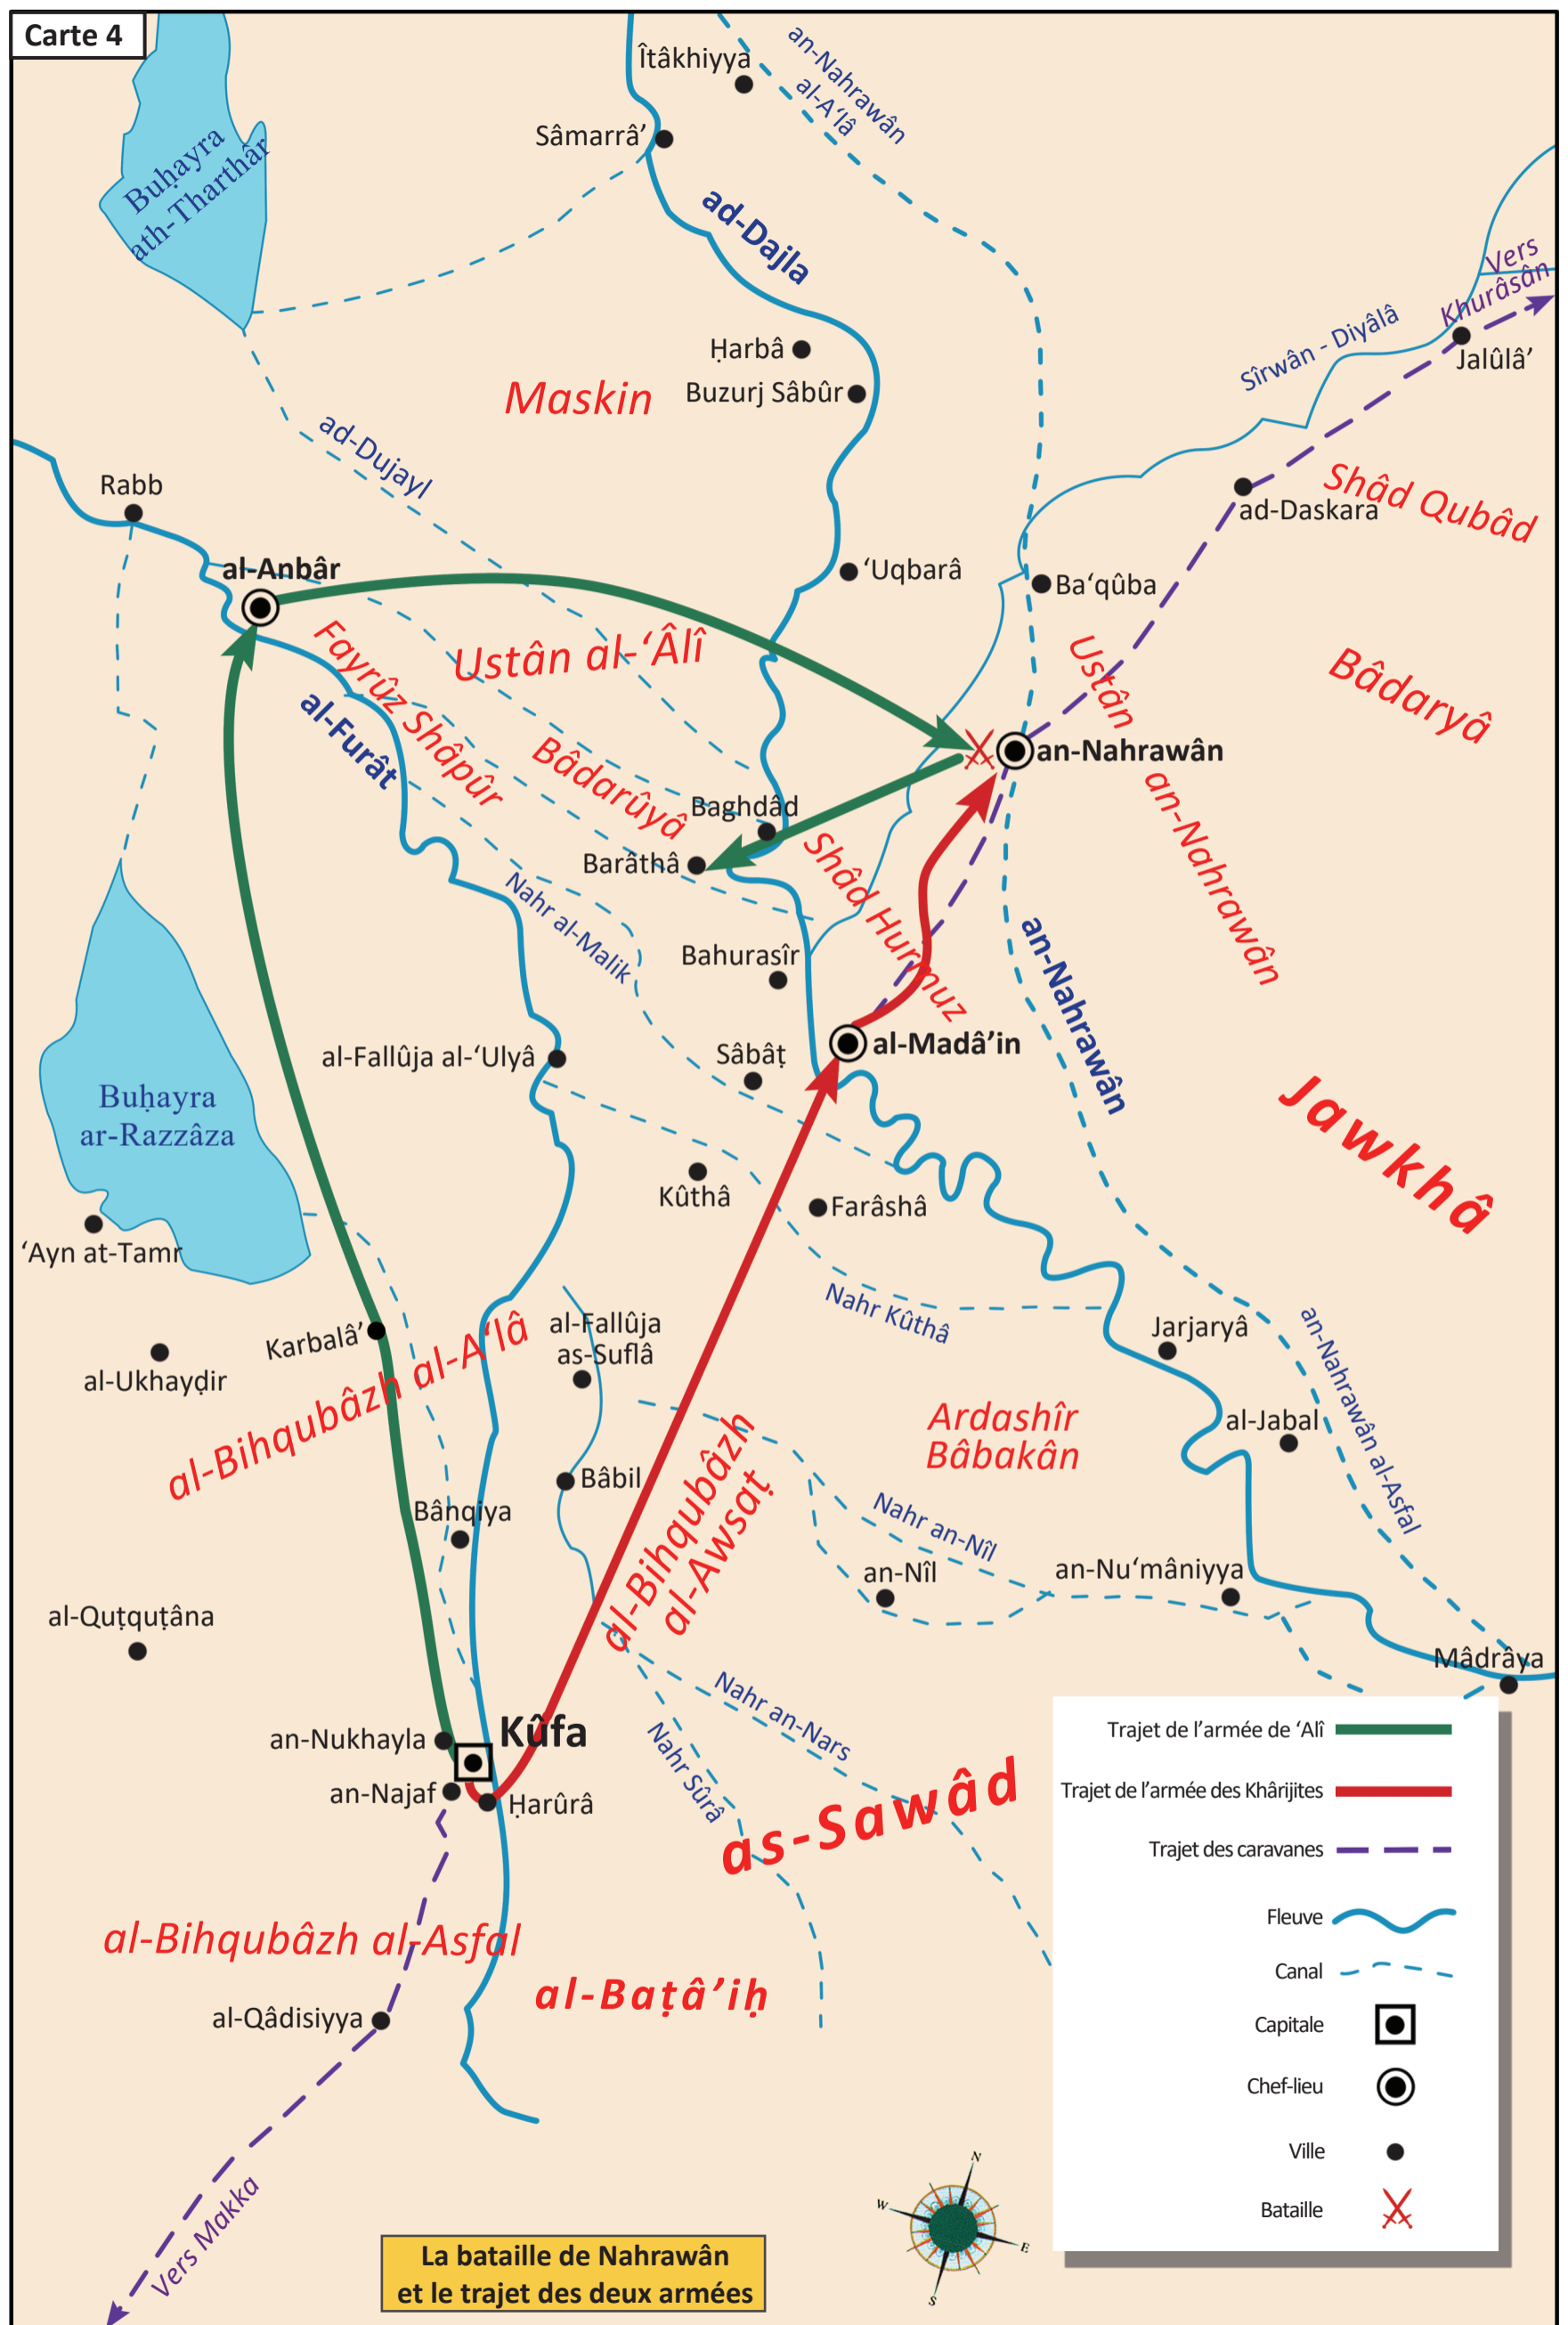 Carte 4
Îtâkhiyya
an-Nahrawân
al-A‘lâ
Sâmarrâ’
Buḥayra
ath-Tharthâr
ad-Dajla
Vers
Khurâsân
Sîrwân - Diyâlâ
Jalûlâ’
Ḥarbâ
Buzurj Sâbûr
Maskin
ad-Dujayl
Rabb
Shâd Qubâd
ad-Daskara
al-Anbâr
‘Uqbarâ
Ba‘qûba
Ustân al-‘Âlî
Fayrûz Shâpûr
al-Furât
Bâdarûyâ
Ustân an-Nahrawân
Bâdaryâ
an-Nahrawân
Baghdâd
Barâthâ
Shâd Hurmuz
Nahr al-Malik
Bahurasîr
an-Nahrawân
al-Madâ’in
al-Fallûja al-‘Ulyâ
Sâbâṭ
Buḥayra
ar-Razzâza
Jawkhâ
Kûthâ
Farâshâ
‘Ayn at-Tamr
Nahr Kûthâ
Karbalâ’
al-Fallûja
as-Suflâ
Jarjaryâ
al-Ukhayḍir
al-Bihqubâzh al-A‘lâ
an-Nahrawân al-Asfal
Ardashîr
Bâbakân
al-Jabal
Bâbil
al-Bihqubâzh
al-Awsaṭ
Bânqiya
Nahr an-Nîl
an-Nîl
an-Nu‘mâniyya
al-Quṭquṭâna
Mâdrâya
Nahr an-Nars
Nahr Sûrâ
an-Nukhayla
Kûfa
an-Najaf
Ḥarûrâ
as-Sawâd
al-Bihqubâzh al-Asfal
al-Baṭâ’iḥ
al-Qâdisiyya
Vers Makka
Trajet de l’armée de ‘Alî
Trajet de l’armée des Khârijites
Trajet des caravanes
Fleuve
Canal
Capitale
Chef-lieu
Ville
Bataille
N
W
E
S
La bataille de Nahrawân
et le trajet des deux armées